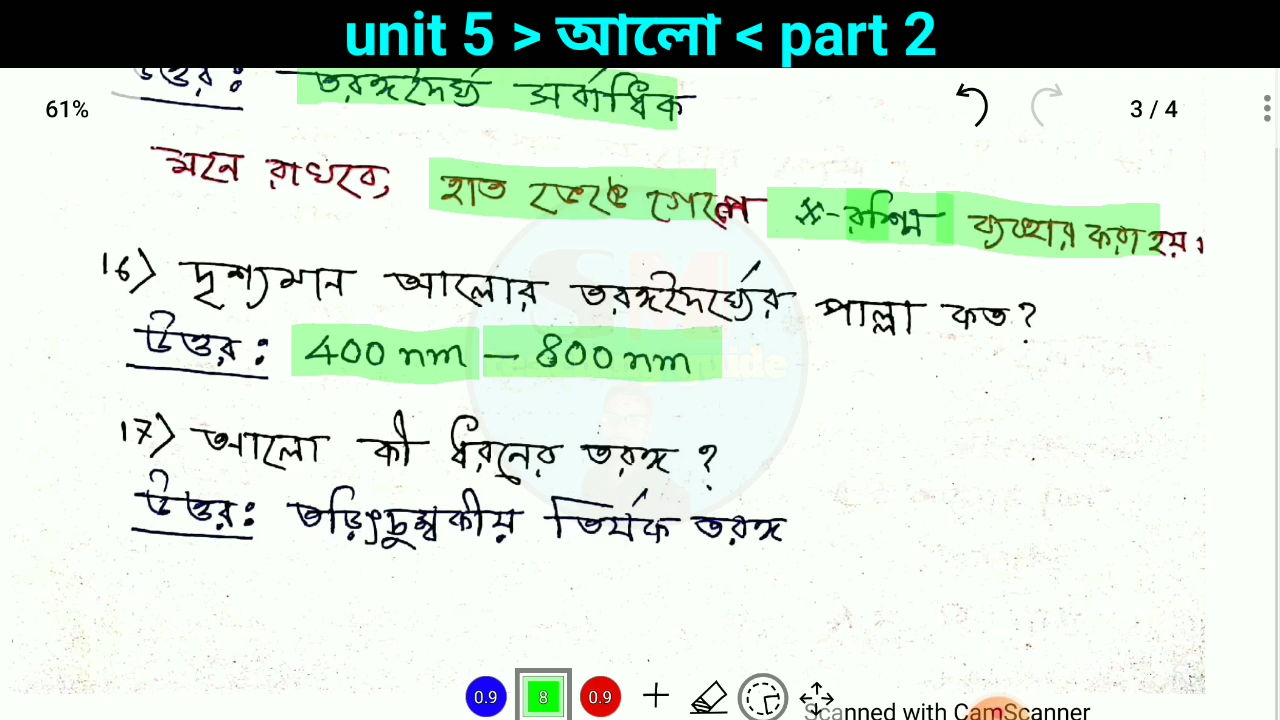 unit 5 > আলো < part 2
উত্তর: তরঙ্গদৈর্ঘ্য সর্বাধিক
61%
3 / 4
মনে রাখবে, হাত ভেঙে গেলে X-রশ্মি ব্যবহার করা হয়।
16) দৃশ্যমান আলোর তরঙ্গদৈর্ঘ্যের পাল্লা কত?
উত্তর: 400 nm — 800 nm
17) আলো কী ধরনের তরঙ্গ?
উত্তর: তড়িৎচুম্বকীয় তির্যক তরঙ্গ
0.9 8 0.9
Scanned with CamScanner